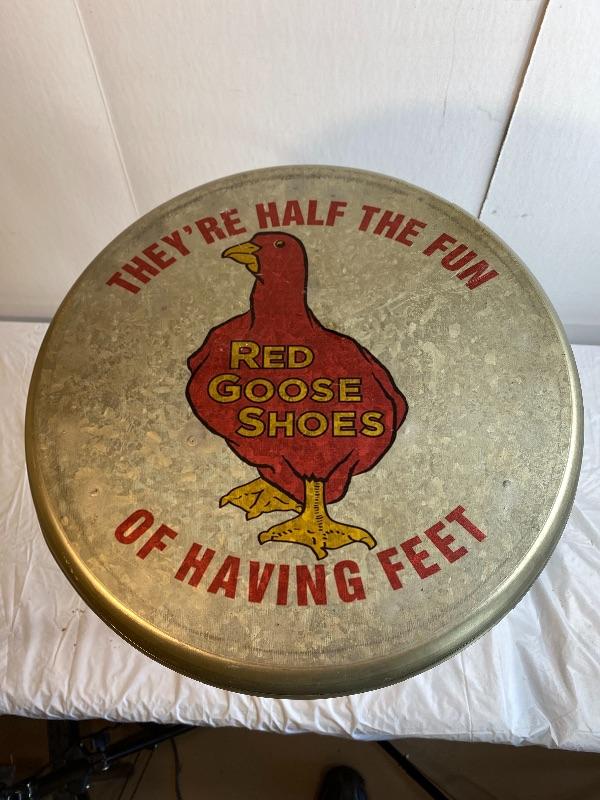 THEY'RE HALF THE FUN
RED
GOOSE
SHOES
OF HAVING FEET